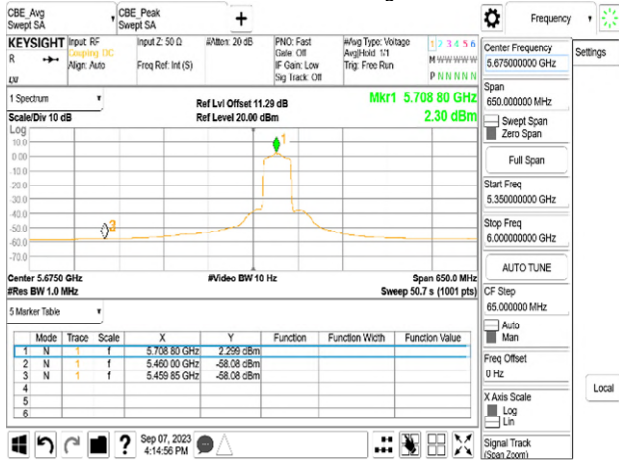 CBE_Avg
Swept SA
CBE_Peak
Swept SA
+
Frequency
KEYSIGHT
R
Input: RF
Coupling: DC
Align: Auto
Input Z: 50 Ω
Freq Ref: Int (S)
#Atten: 20 dB
PNO: Fast
Gate: Off
IF Gain: Low
Sig Track: Off
#Avg Type: Voltage
Avg|Hold: 1/1
Trig: Free Run
1 2 3 4 5 6
M W W W W W
P N N N N N
Center Frequency
5.675000000 GHz
Settings
1 Spectrum
Scale/Div 10 dB
Ref Lvl Offset 11.29 dB
Ref Level 20.00 dBm
Mkr1 5.708 80 GHz
2.30 dBm
Span
650.000000 MHz
Swept Span
Zero Span
Log
10.0
0.00
-10.0
-20.0
-30.0
-40.0
-50.0
-60.0
-70.0
1
3
Full Span
Start Freq
5.350000000 GHz
Stop Freq
6.000000000 GHz
AUTO TUNE
Center 5.6750 GHz
#Res BW 1.0 MHz
#Video BW 10 Hz
Span 650.0 MHz
Sweep 50.7 s (1001 pts)
CF Step
65.000000 MHz
Auto
Man
5 Marker Table
Mode Trace Scale X Y Function Function Width Function Value
1 N 1 f 5.708 80 GHz 2.299 dBm
2 N 1 f 5.460 00 GHz -58.08 dBm
3 N 1 f 5.459 85 GHz -58.08 dBm
4
5
6
Freq Offset
0 Hz
X Axis Scale
Log
Lin
Local
Signal Track
(Span Zoom)
?
Sep 07, 2023
4:14:56 PM